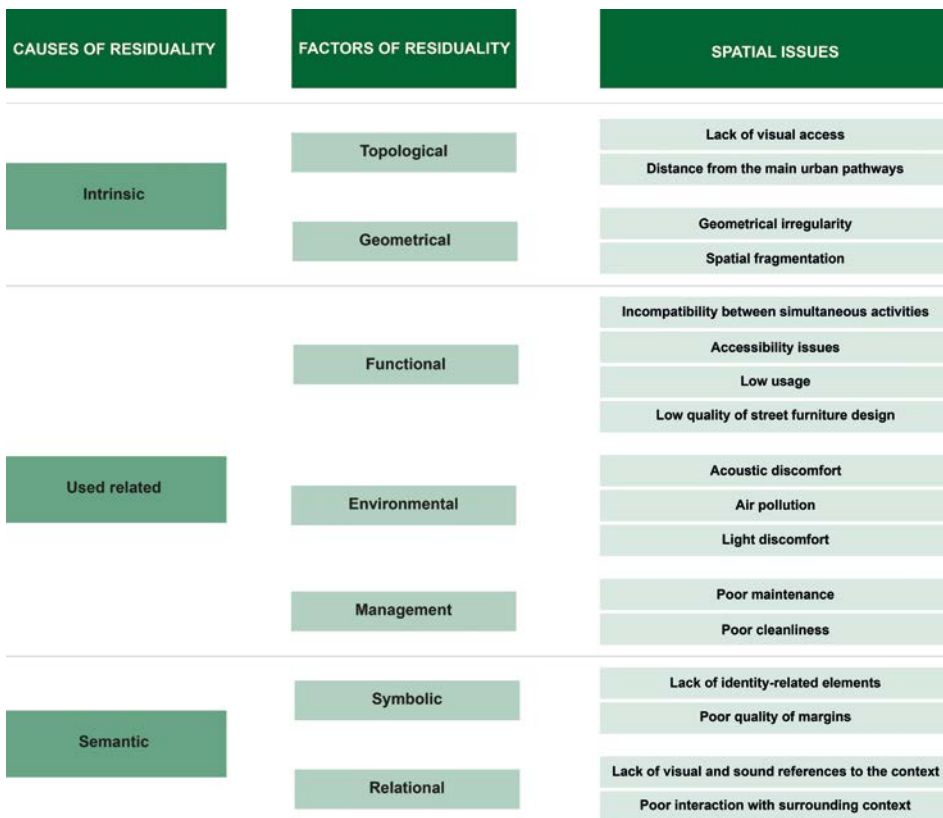 CAUSES OF RESIDUALITY
FACTORS OF RESIDUALITY
SPATIAL ISSUES
Intrinsic
Topological
Lack of visual access
Distance from the main urban pathways
Geometrical
Geometrical irregularity
Spatial fragmentation
Used related
Functional
Incompatibility between simultaneous activities
Accessibility issues
Low usage
Low quality of street furniture design
Environmental
Acoustic discomfort
Air pollution
Light discomfort
Management
Poor maintenance
Poor cleanliness
Semantic
Symbolic
Lack of identity-related elements
Poor quality of margins
Relational
Lack of visual and sound references to the context
Poor interaction with surrounding context